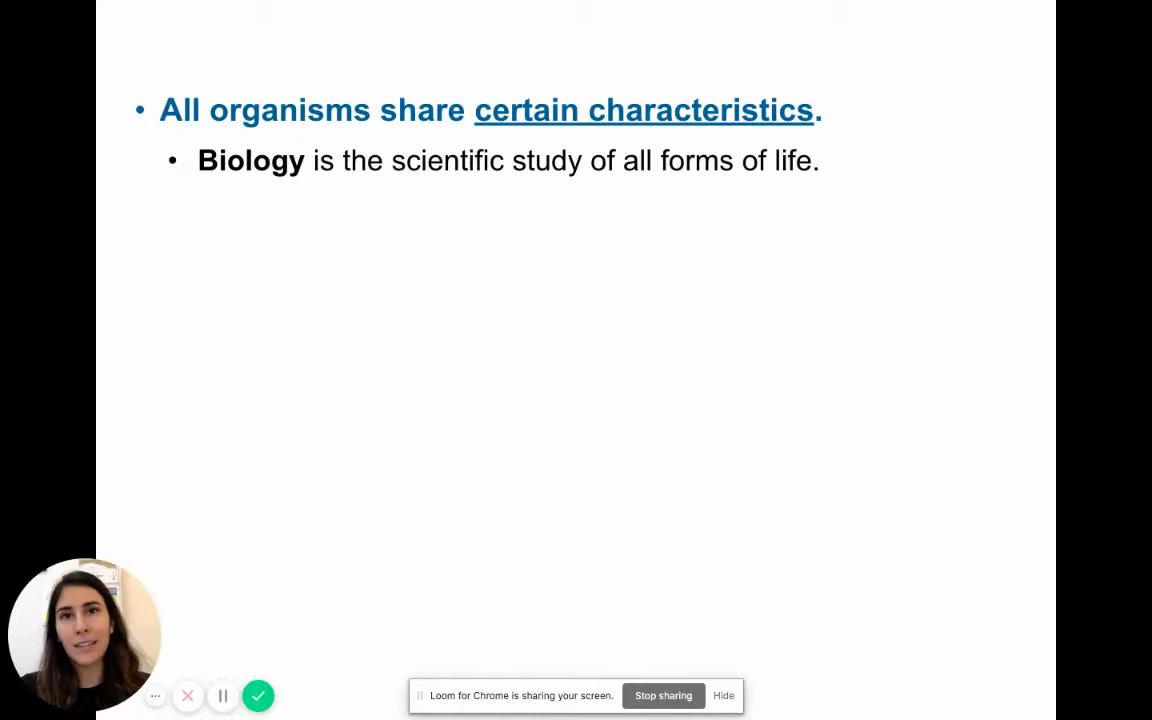 • All organisms share certain characteristics.
• Biology is the scientific study of all forms of life.
Loom for Chrome is sharing your screen. Stop sharing Hide